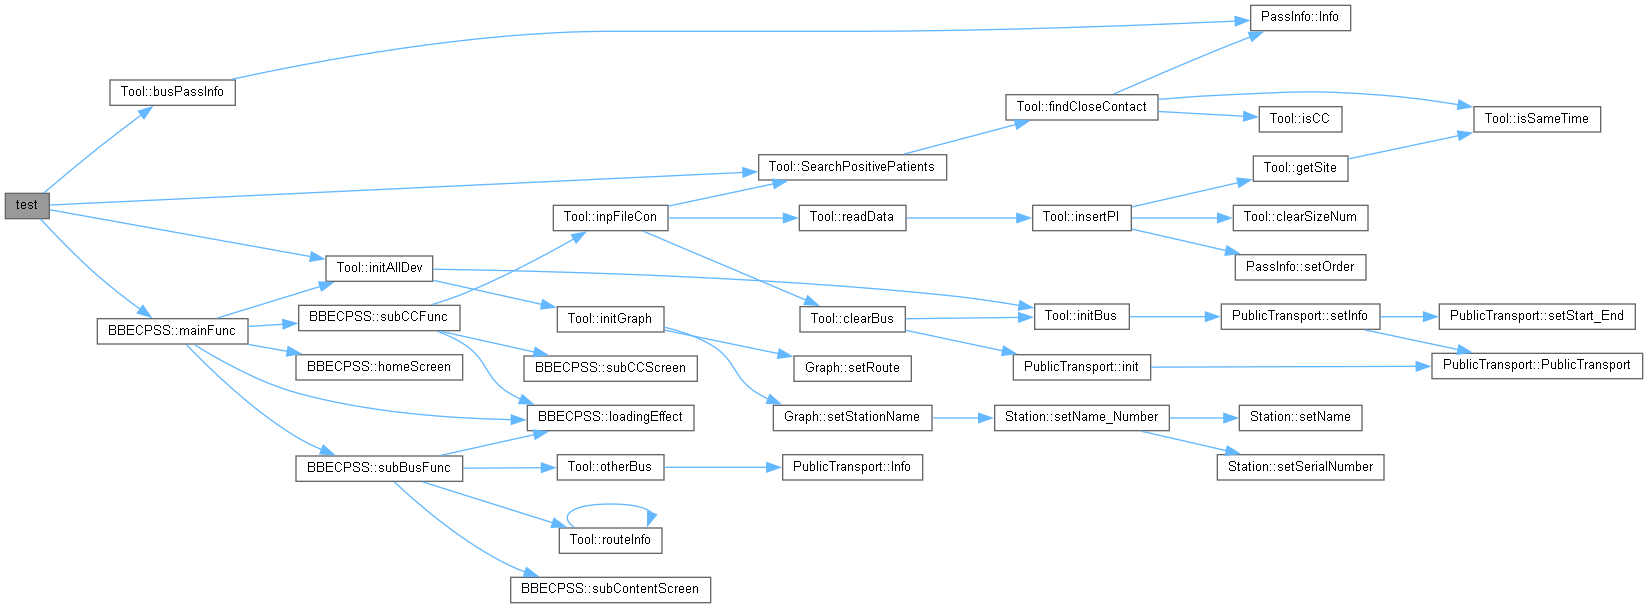 PassInfo::Info
Tool::busPassInfo
Tool::findCloseContact
Tool::isCC
Tool::isSameTime
Tool::SearchPositivePatients
Tool::getSite
test
Tool::inpFileCon
Tool::readData
Tool::insertPI
Tool::clearSizeNum
Tool::initAllDev
PassInfo::setOrder
BBECPSS::subCCFunc
Tool::initGraph
Tool::clearBus
Tool::initBus
PublicTransport::setInfo
PublicTransport::setStart_End
BBECPSS::mainFunc
BBECPSS::homeScreen
BBECPSS::subCCScreen
Graph::setRoute
PublicTransport::init
PublicTransport::PublicTransport
BBECPSS::loadingEffect
Graph::setStationName
Station::setName_Number
Station::setName
BBECPSS::subBusFunc
Tool::otherBus
PublicTransport::Info
Station::setSerialNumber
Tool::routeInfo
BBECPSS::subContentScreen